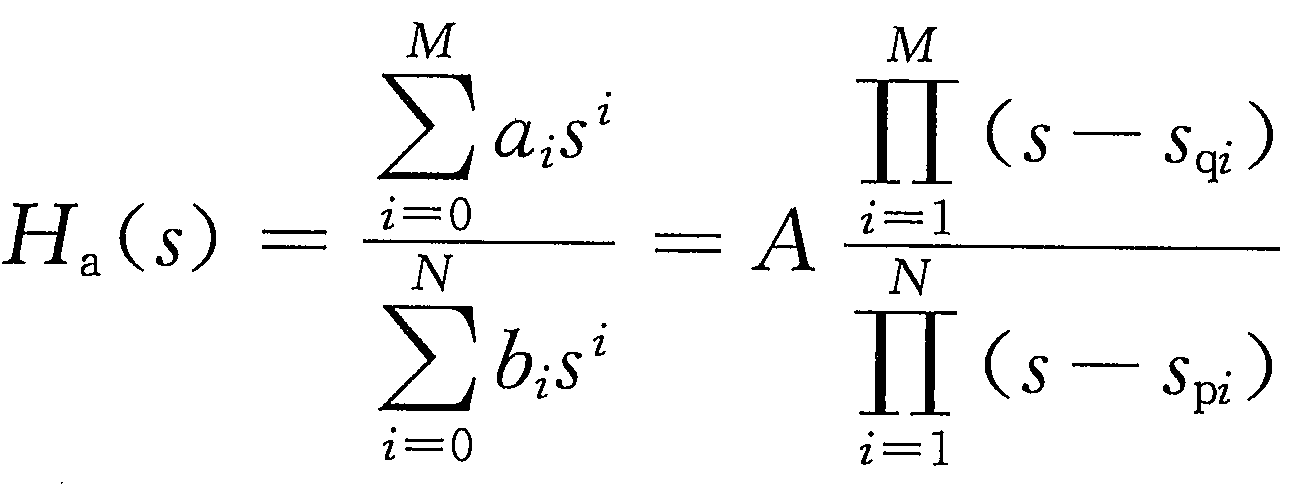 H_a(s) = \frac{\sum_{i=0}^{M} a_i s^i}{\sum_{i=0}^{N} b_i s^i} = A \frac{\prod_{i=1}^{M} (s - s_{qi})}{\prod_{i=1}^{N} (s - s_{pi})}